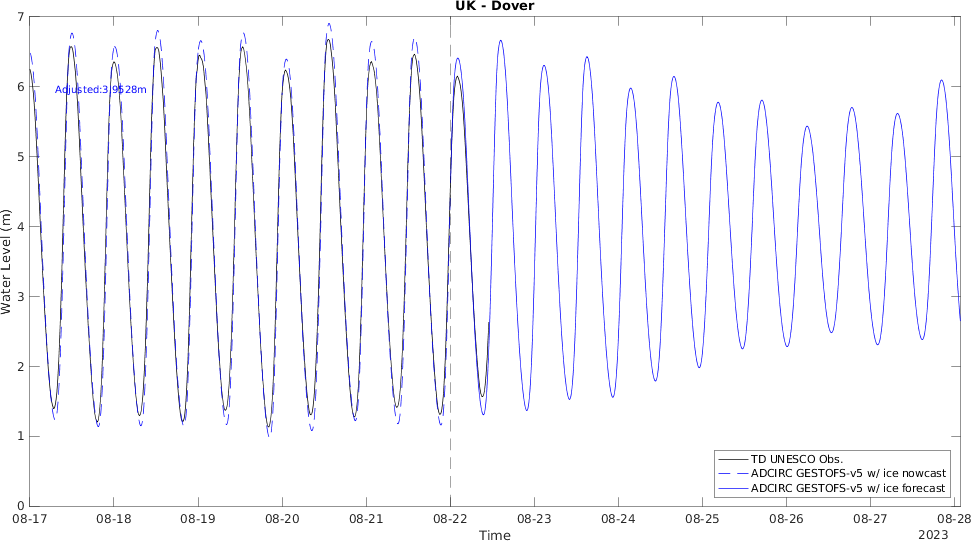 UK - Dover
7
6
5
4
3
2
1
0
Water Level (m)
Adjusted:3.9528m
TD UNESCO Obs.
ADCIRC GESTOFS-v5 w/ ice nowcast
ADCIRC GESTOFS-v5 w/ ice forecast
08-17 08-18 08-19 08-20 08-21 08-22 08-23 08-24 08-25 08-26 08-27 08-28
Time
2023